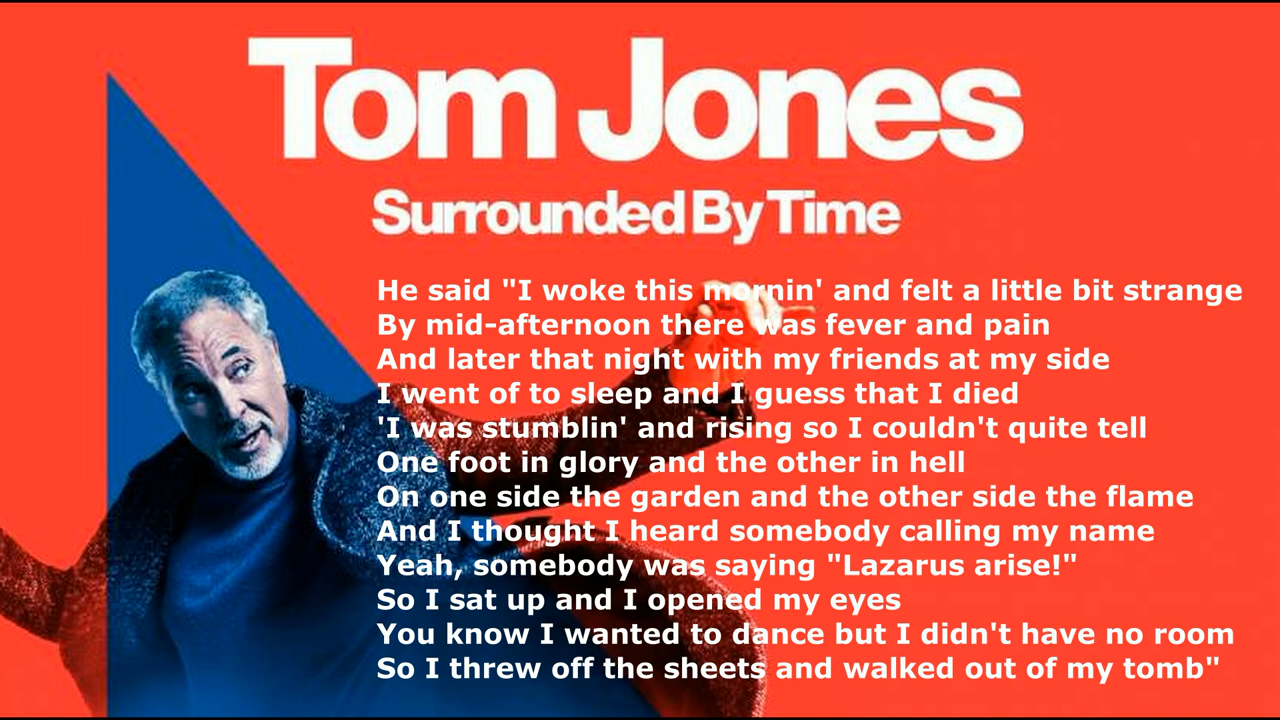 Tom Jones
Surrounded By Time
He said "I woke this mornin' and felt a little bit strange
By mid-afternoon there was fever and pain
And later that night with my friends at my side
I went of to sleep and I guess that I died
'I was stumblin' and rising so I couldn't quite tell
One foot in glory and the other in hell
On one side the garden and the other side the flame
And I thought I heard somebody calling my name
Yeah, somebody was saying "Lazarus arise!"
So I sat up and I opened my eyes
You know I wanted to dance but I didn't have no room
So I threw off the sheets and walked out of my tomb"